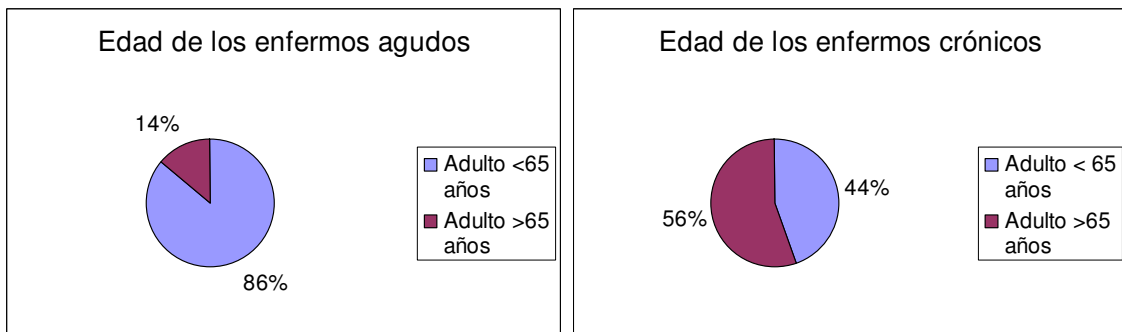 Edad de los enfermos agudos
14%
86%
Adulto <65
años
Adulto >65
años
Edad de los enfermos crónicos
44%
56%
Adulto < 65
años
Adulto >65
años